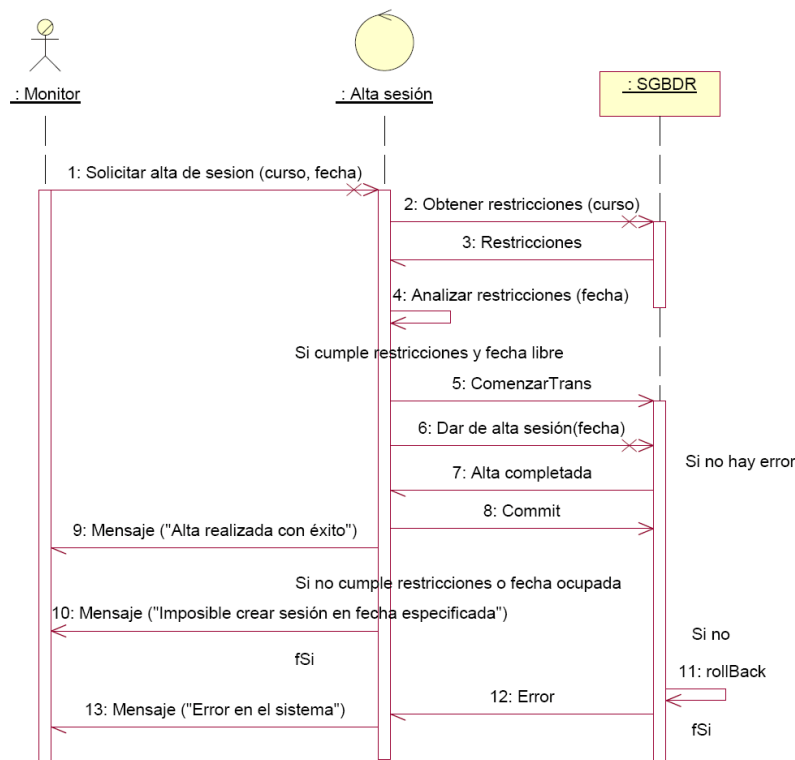 : Monitor
: Alta sesión
: SGBDR
1: Solicitar alta de sesion (curso, fecha)
2: Obtener restricciones (curso)
3: Restricciones
4: Analizar restricciones (fecha)
Si cumple restricciones y fecha libre
5: ComenzarTrans
6: Dar de alta sesión(fecha)
Si no hay error
7: Alta completada
8: Commit
9: Mensaje ("Alta realizada con éxito")
Si no cumple restricciones o fecha ocupada
10: Mensaje ("Imposible crear sesión en fecha especificada")
Si no
fSi
11: rollBack
12: Error
13: Mensaje ("Error en el sistema")
fSi